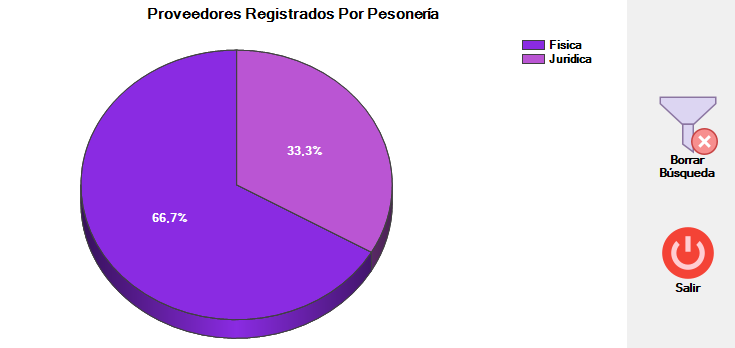 Proveedores Registrados Por Pesonería
Fisica
Juridica
33,3%
66,7%
Borrar
Búsqueda
Salir